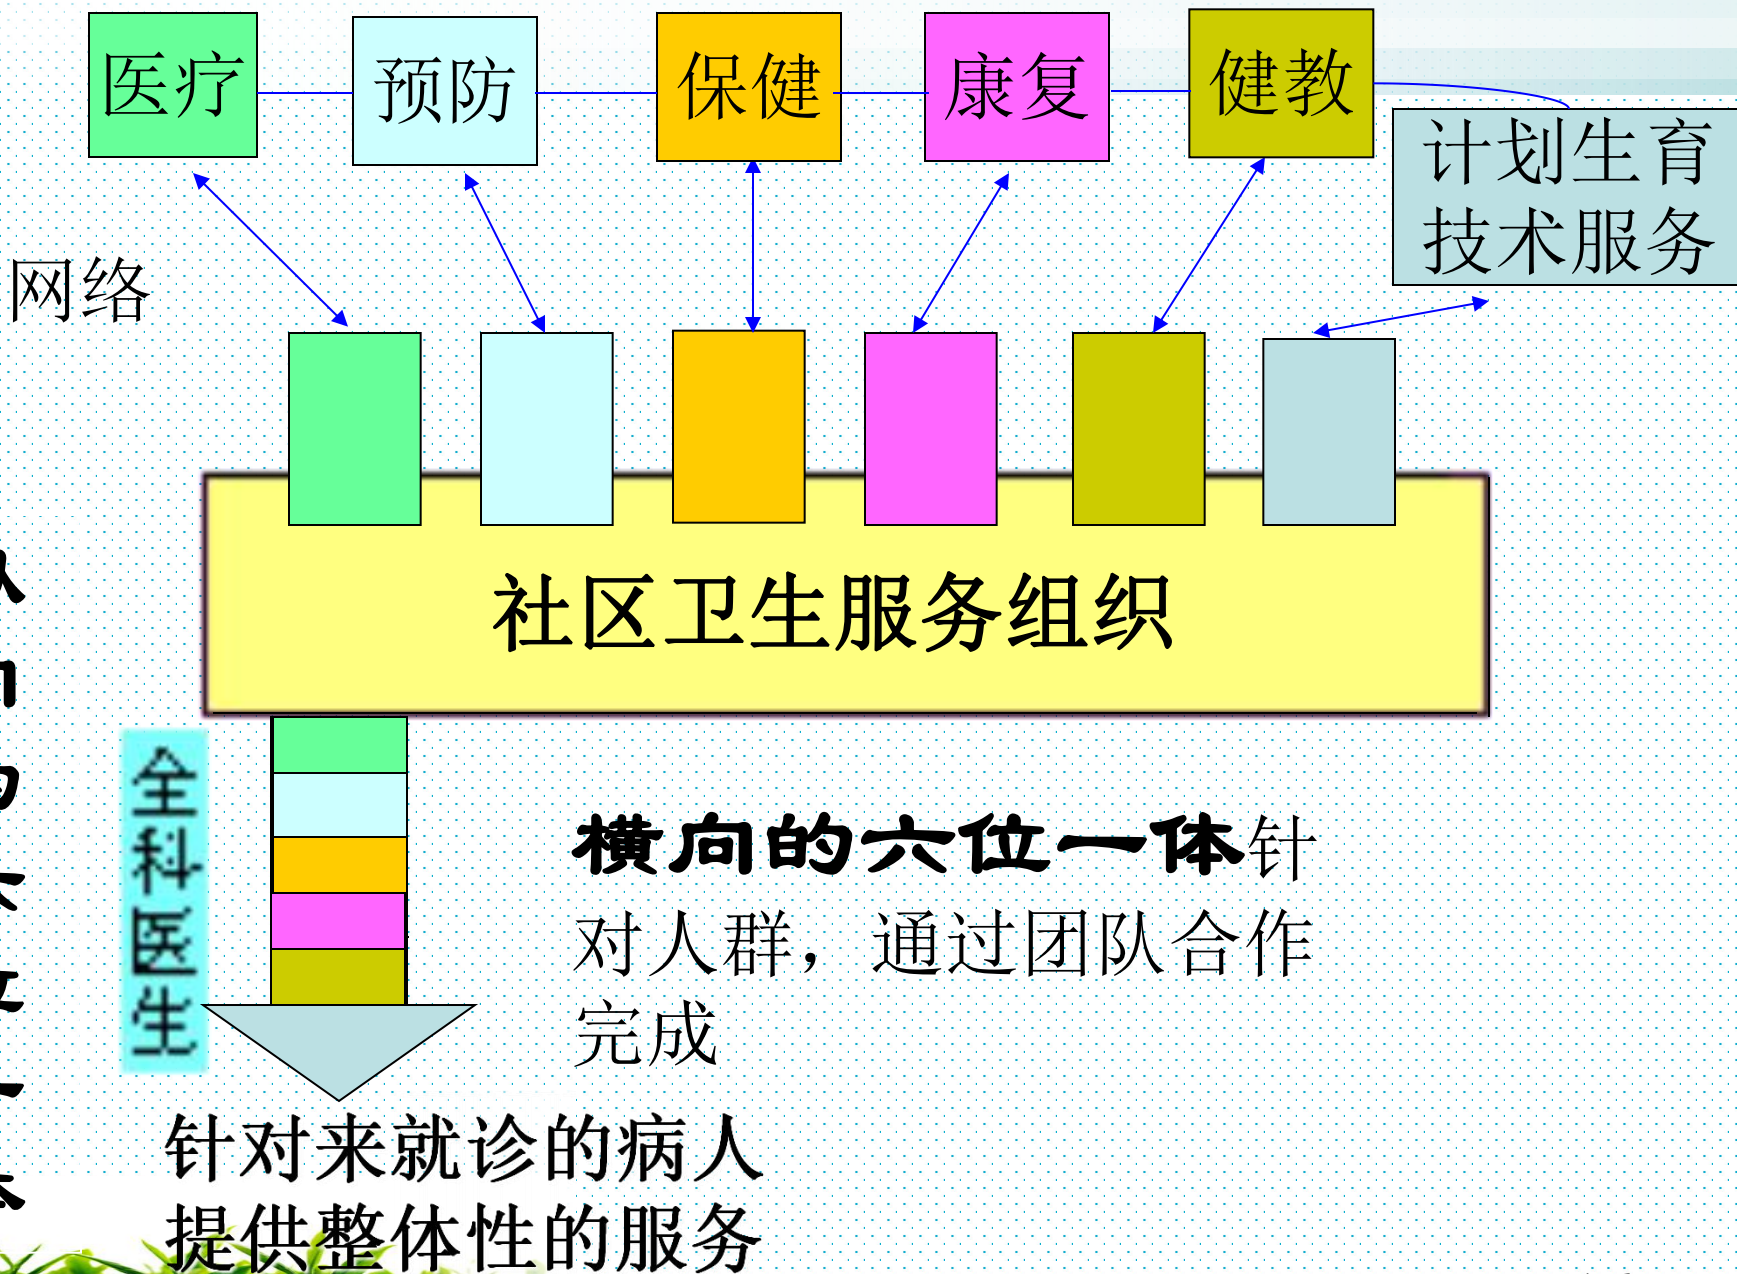 医疗
预防
保健
康复
健教
计划生育
技术服务
网络
社区卫生服务组织
全科医生
横向的六位一体针
对人群，通过团队合作
完成
针对来就诊的病人
提供整体性的服务